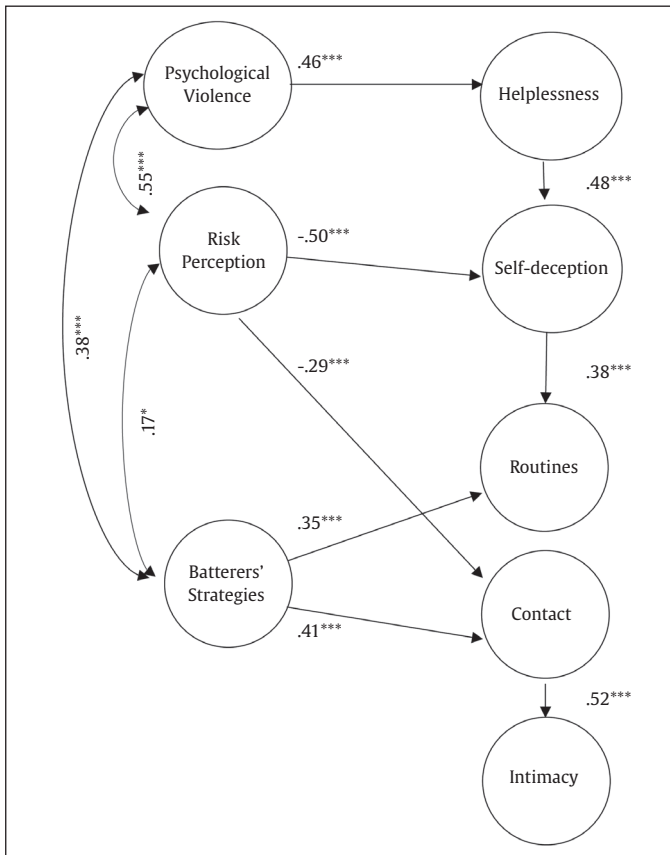 Psychological
Violence
.46***
Helplessness
.55***
.48***
Risk
Perception
-.50***
Self-deception
.38***
-.29***
.38***
.17*
Routines
.35***
Batterers'
Strategies
.41***
Contact
.52***
Intimacy